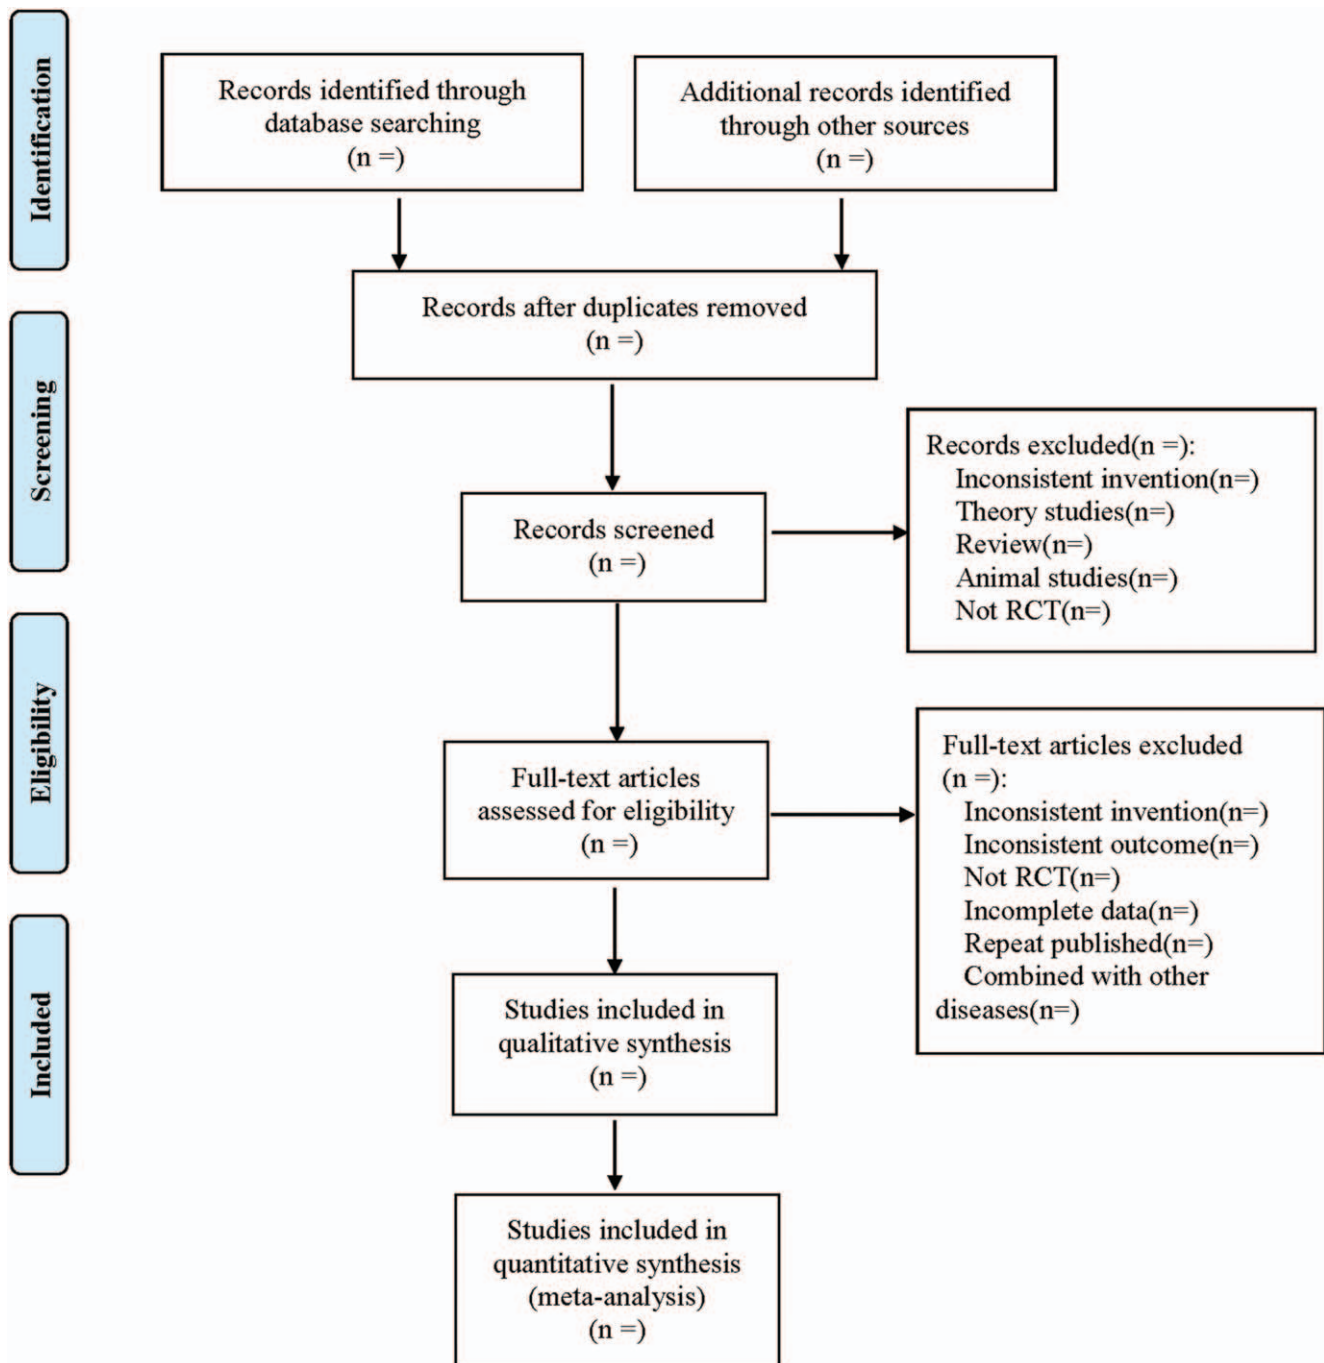 Identification
Records identified through
database searching
(n =)
Additional records identified
through other sources
(n =)
Records after duplicates removed
(n =)
Screening
Records screened
(n =)
Records excluded(n =):
Inconsistent invention(n=)
Theory studies(n=)
Review(n=)
Animal studies(n=)
Not RCT(n=)
Eligibility
Full-text articles
assessed for eligibility
(n =)
Full-text articles excluded
(n =):
Inconsistent invention(n=)
Inconsistent outcome(n=)
Not RCT(n=)
Incomplete data(n=)
Repeat published(n=)
Combined with other
diseases(n=)
Included
Studies included in
qualitative synthesis
(n =)
Studies included in
quantitative synthesis
(meta-analysis)
(n =)